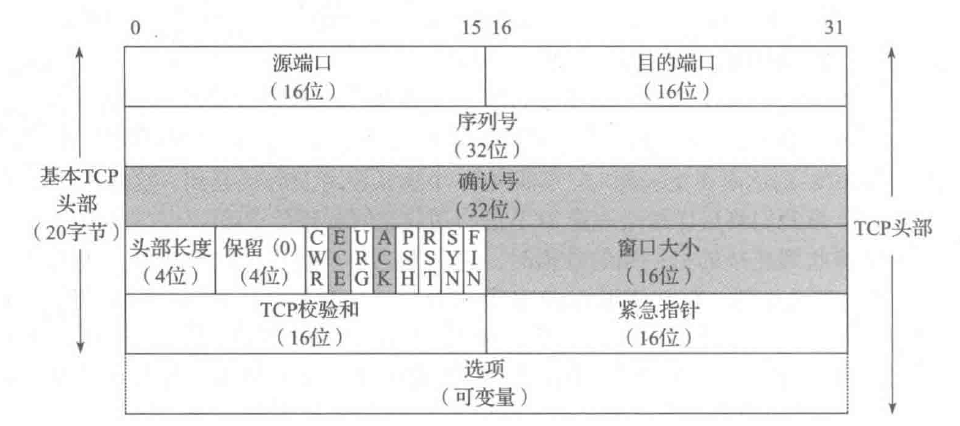 0 15 16 31
源端口 目的端口
（16位） （16位）
序列号
（32位）
基本TCP
头部
（20字节）
确认号
（32位）
TCP头部
头部长度 保留(0) CWR ECE URG ACK PSH RST SYN FIN 窗口大小
（4位） （4位） （16位）
TCP校验和 紧急指针
（16位） （16位）
选项
（可变量）